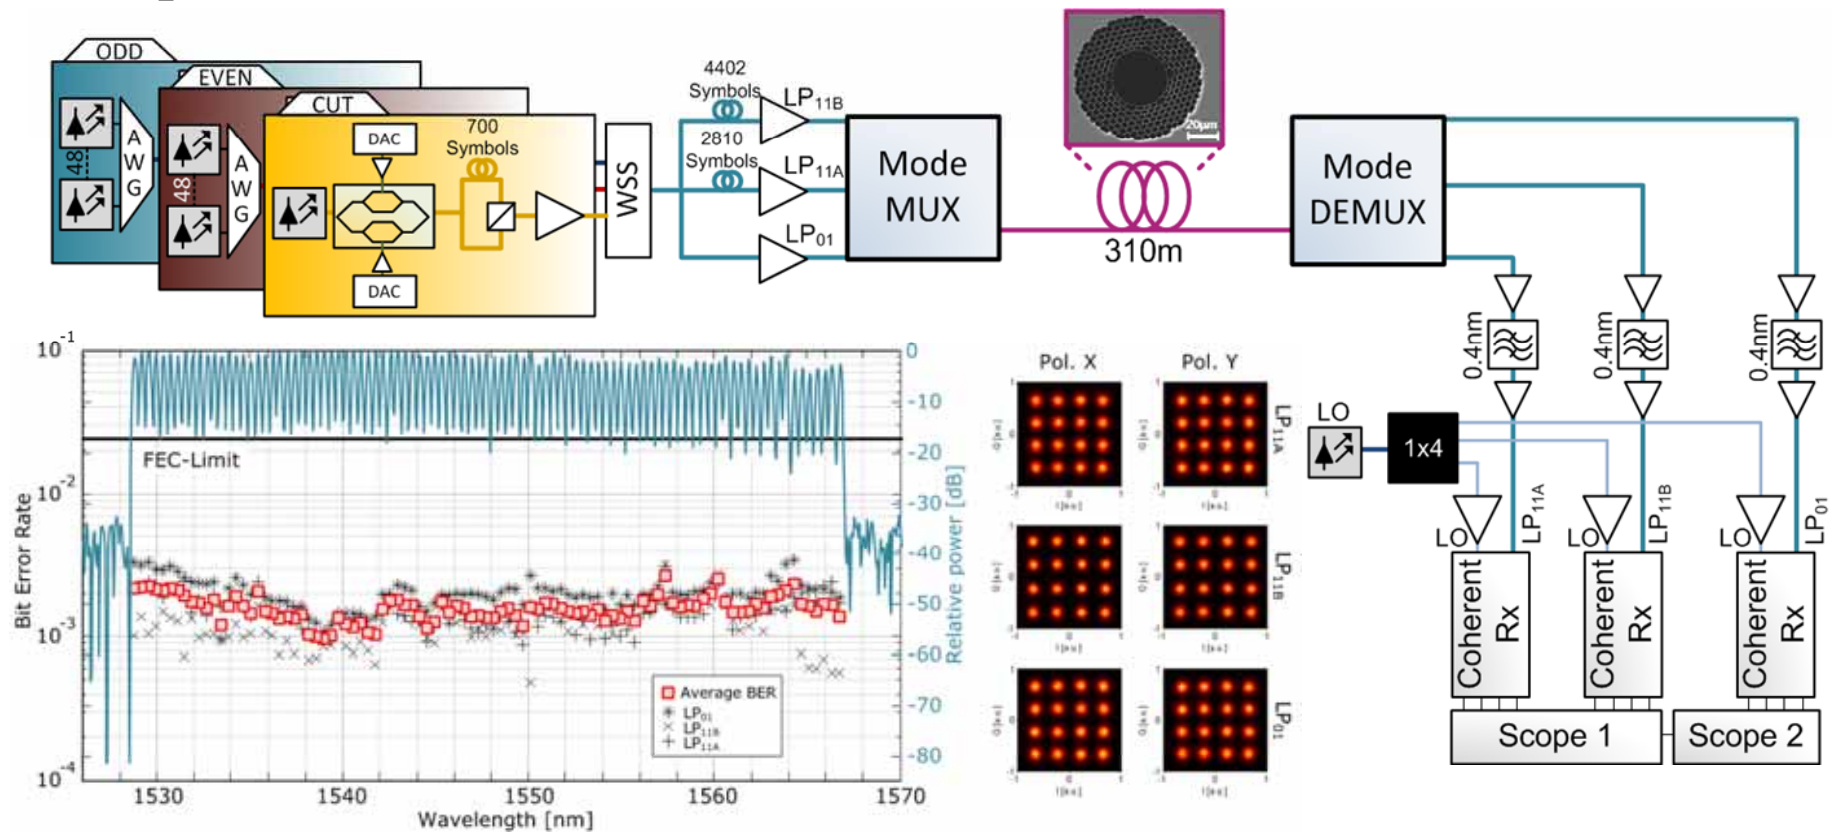 ODD
EVEN
CUT
48
AWG
48
AWG
DAC
DAC
700
Symbols
WSS
4402
Symbols
2810
Symbols
LP11B
LP11A
LP01
Mode
MUX
20µm
310m
Mode
DEMUX
0.4nm
0.4nm
0.4nm
LO
1x4
LO
LP11A
LO
LP11B
LO
LP01
Coherent
Rx
Coherent
Rx
Coherent
Rx
Scope 1
Scope 2
10-1
10-2
10-3
10-4
Bit Error Rate
FEC-Limit
0
-10
-20
-30
-40
-50
-60
-70
-80
Relative power [dB]
Average BER
LP01
LP11B
LP11A
1530
1540
1550
1560
1570
Wavelength [nm]
Pol. X
Pol. Y
LP11A
LP11B
LP01